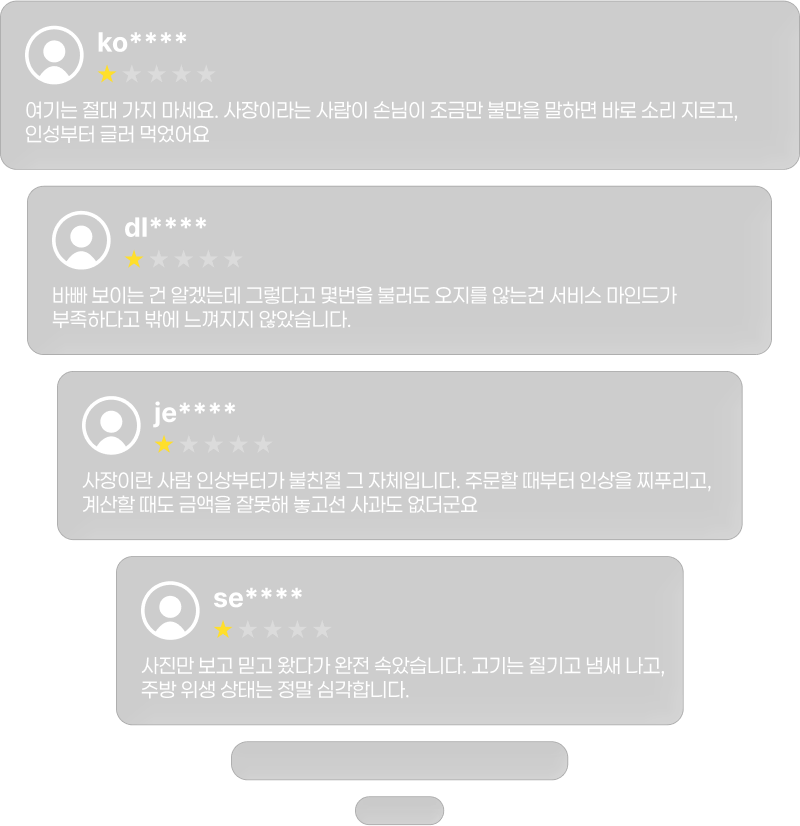 ko****
여기는 절대 가지 마세요. 사장이라는 사람이 손님이 조금만 불만을 말하면 바로 소리 지르고,
인성부터 글러 먹었어요
dl****
바빠 보이는 건 알겠는데 그렇다고 몇번을 불러도 오지를 않는건 서비스 마인드가
부족하다고 밖에 느껴지지 않았습니다.
je****
사장이란 사람 인상부터가 불친절 그 자체입니다. 주문할 때부터 인상을 찌푸리고,
계산할 때도 금액을 잘못해 놓고선 사과도 없더군요
se****
사진만 보고 믿고 왔다가 완전 속았습니다. 고기는 질기고 냄새 나고,
주방 위생 상태는 정말 심각합니다.